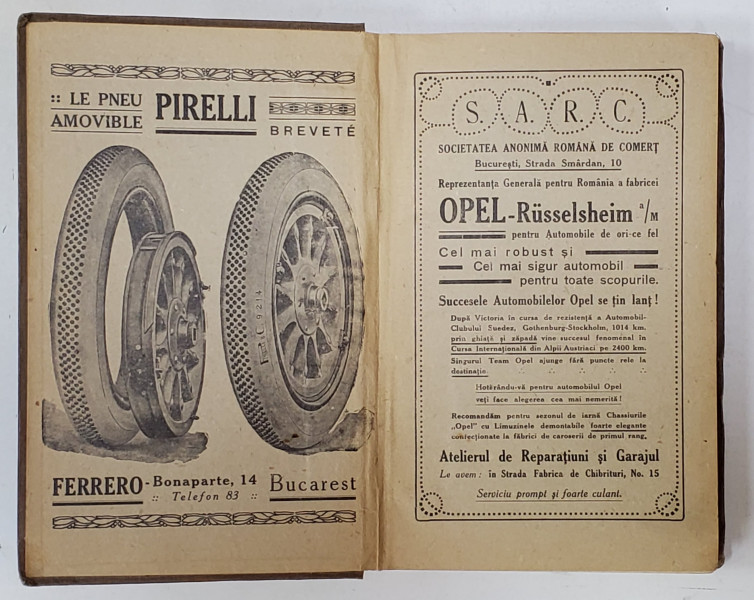 :: LE PNEU
AMOVIBLE
PIRELLI
BREVETÉ
FERRERO - Bonaparte, 14
:: Telefon 83 ::
Bucarest
S. A. R. C.
SOCIETATEA ANONIMĂ ROMÂNĂ DE COMERȚ
București, Strada Smârdan, 10
Reprezentanța Generală pentru România a fabricei
OPEL-Rüsselsheim a/M
pentru Automobile de ori-ce fel
Cel mai robust și
Cel mai sigur automobil
pentru toate scopurile.
Succesele Automobilelor Opel se țin lanț!
După Victoria în cursa de rezistență a Automobil-
Clubului Suedez, Gothenburg-Stockholm, 1014 km.
prin ghiață și zăpadă vine succesul fenomenal în
Cursa Internațională din Alpii Austriaci pe 2400 km.
Singurul Team Opel ajunge fără puncte rele la
destinație.
Hotărându-vă pentru automobilul Opel
veți face alegerea cea mai nemerită!
Recomandăm pentru sezonul de iarnă Chassiurile
„Opel" cu Limuzinele demontabile foarte elegante
confecționate la fabrici de caroserii de primul rang.
Atelierul de Reparațiuni și Garajul
Le avem: în Strada Fabrica de Chibrituri, No. 15
Serviciu prompt și foarte culant.